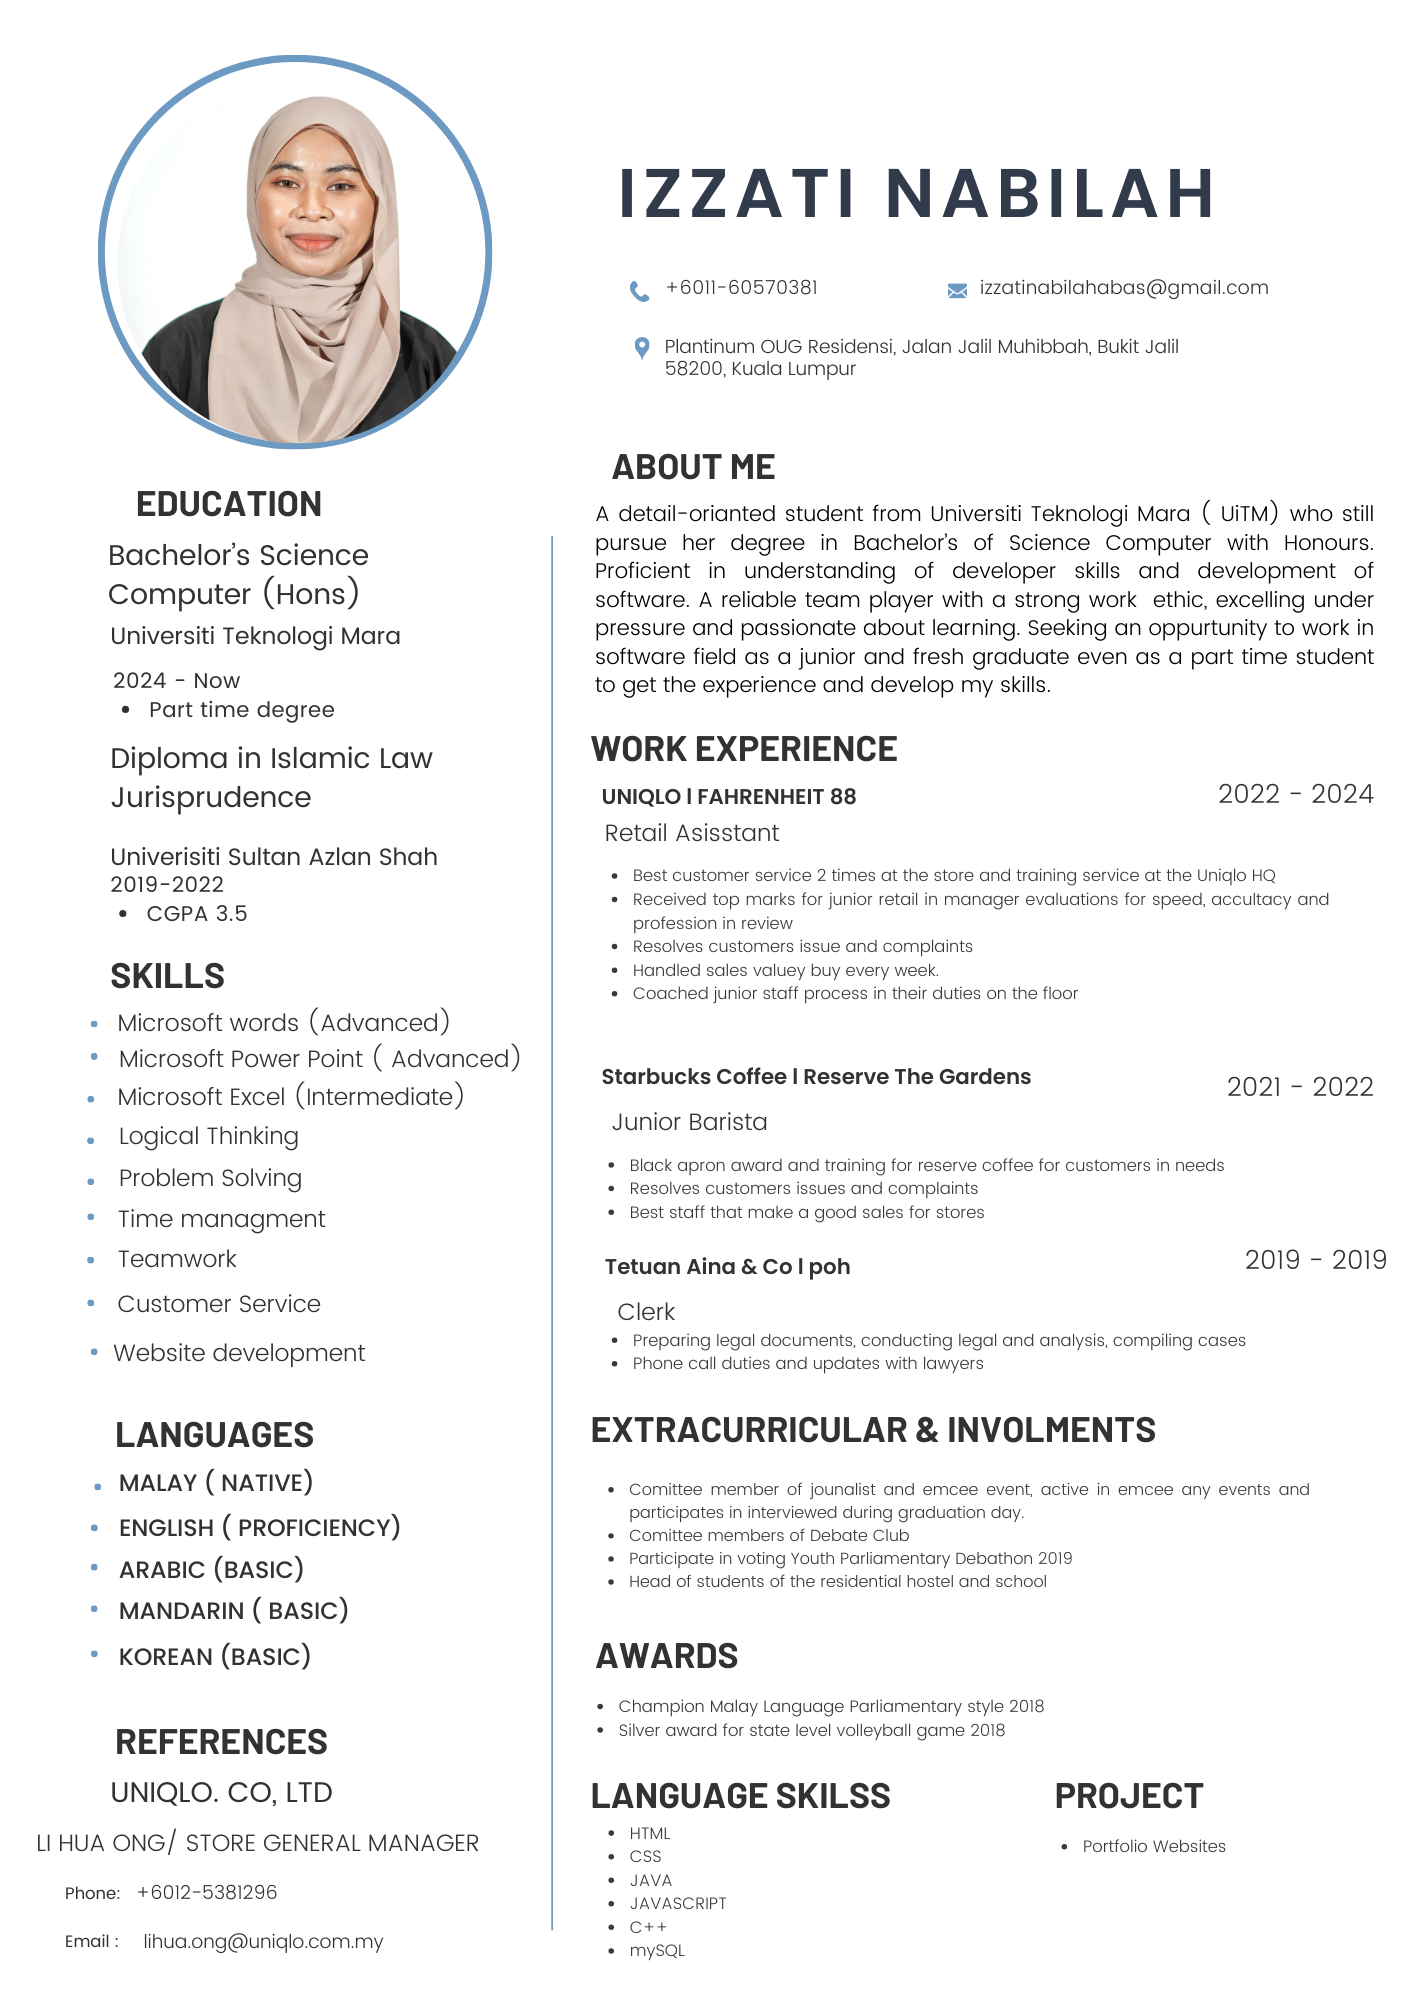 IZZATI NABILAH
+6011-60570381
izzatinabilahabas@gmail.com
Plantinum OUG Residensi, Jalan Jalil Muhibbah, Bukit Jalil
58200, Kuala Lumpur
EDUCATION
Bachelor's Science
Computer (Hons)
Universiti Teknologi Mara
2024 - Now
• Part time degree
Diploma in Islamic Law
Jurisprudence
Univerisiti Sultan Azlan Shah
2019-2022
• CGPA 3.5
SKILLS
• Microsoft words (Advanced)
• Microsoft Power Point ( Advanced)
• Microsoft Excel (Intermediate)
• Logical Thinking
• Problem Solving
• Time managment
• Teamwork
• Customer Service
• Website development
LANGUAGES
• MALAY ( NATIVE)
• ENGLISH ( PROFICIENCY)
• ARABIC (BASIC)
• MANDARIN ( BASIC)
• KOREAN (BASIC)
REFERENCES
UNIQLO. CO, LTD
LI HUA ONG/ STORE GENERAL MANAGER
Phone: +6012-5381296
Email : lihua.ong@uniqlo.com.my
ABOUT ME
A detail-orianted student from Universiti Teknologi Mara ( UiTM) who still
pursue her degree in Bachelor's of Science Computer with Honours.
Proficient in understanding of developer skills and development of
software. A reliable team player with a strong work ethic, excelling under
pressure and passionate about learning. Seeking an oppurtunity to work in
software field as a junior and fresh graduate even as a part time student
to get the experience and develop my skills.
WORK EXPERIENCE
UNIQLO l FAHRENHEIT 88
2022 - 2024
Retail Asisstant
• Best customer service 2 times at the store and training service at the Uniqlo HQ
• Received top marks for junior retail in manager evaluations for speed, accultacy and
profession in review
• Resolves customers issue and complaints
• Handled sales valuey buy every week.
• Coached junior staff process in their duties on the floor
Starbucks Coffee l Reserve The Gardens
2021 - 2022
Junior Barista
• Black apron award and training for reserve coffee for customers in needs
• Resolves customers issues and complaints
• Best staff that make a good sales for stores
Tetuan Aina & Co l poh
2019 - 2019
Clerk
• Preparing legal documents, conducting legal and analysis, compiling cases
• Phone call duties and updates with lawyers
EXTRACURRICULAR & INVOLMENTS
• Comittee member of jounalist and emcee event, active in emcee any events and
participates in interviewed during graduation day.
• Comittee members of Debate Club
• Participate in voting Youth Parliamentary Debathon 2019
• Head of students of the residential hostel and school
AWARDS
• Champion Malay Language Parliamentary style 2018
• Silver award for state level volleyball game 2018
LANGUAGE SKILSS
• HTML
• CSS
• JAVA
• JAVASCRIPT
• C++
• mySQL
PROJECT
• Portfolio Websites